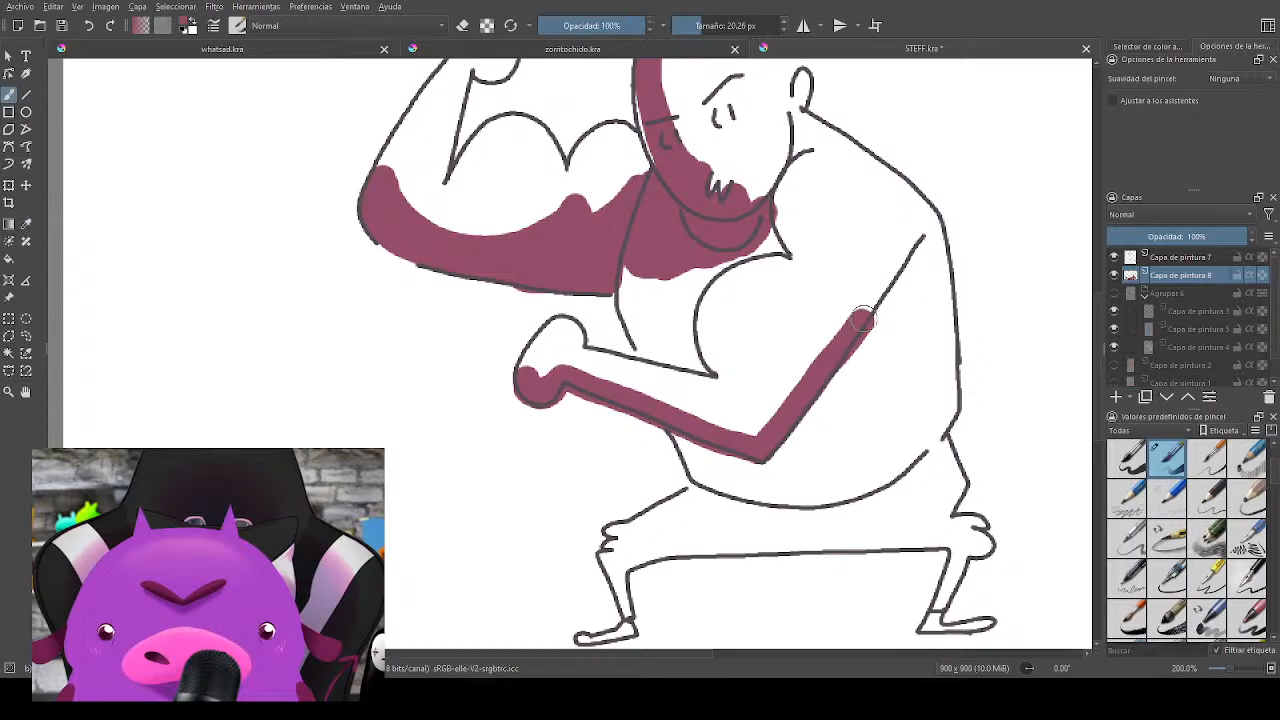 Archivo Editar Ver Imagen Capa Seleccionar Filtro Herramientas Preferencias Ventana Ayuda
Normal Opacidad: 100% Tamaño: 20.26 px
whatsad.kra zorritochido.kra STEFF.kra *
Selector de color a... Opciones de la her...
Opciones de la herramienta
Suavidad del pincel: Ninguna
Ajustar a los asistentes
Capas
Normal
Opacidad: 100%
Capa de pintura 7
Capa de pintura 8
Agrupar 6
Capa de pintura 3
Capa de pintura 5
Capa de pintura 4
Capa de pintura 2
Capa de pintura 1
Valores predefinidos de pincel
Todas Etiqueta
Buscar Filtrar etiqueta
8 bits/canal) sRGB-elle-V2-srgbtrc.icc 900 x 900 (10.0 MiB) 0.00° 200.0%